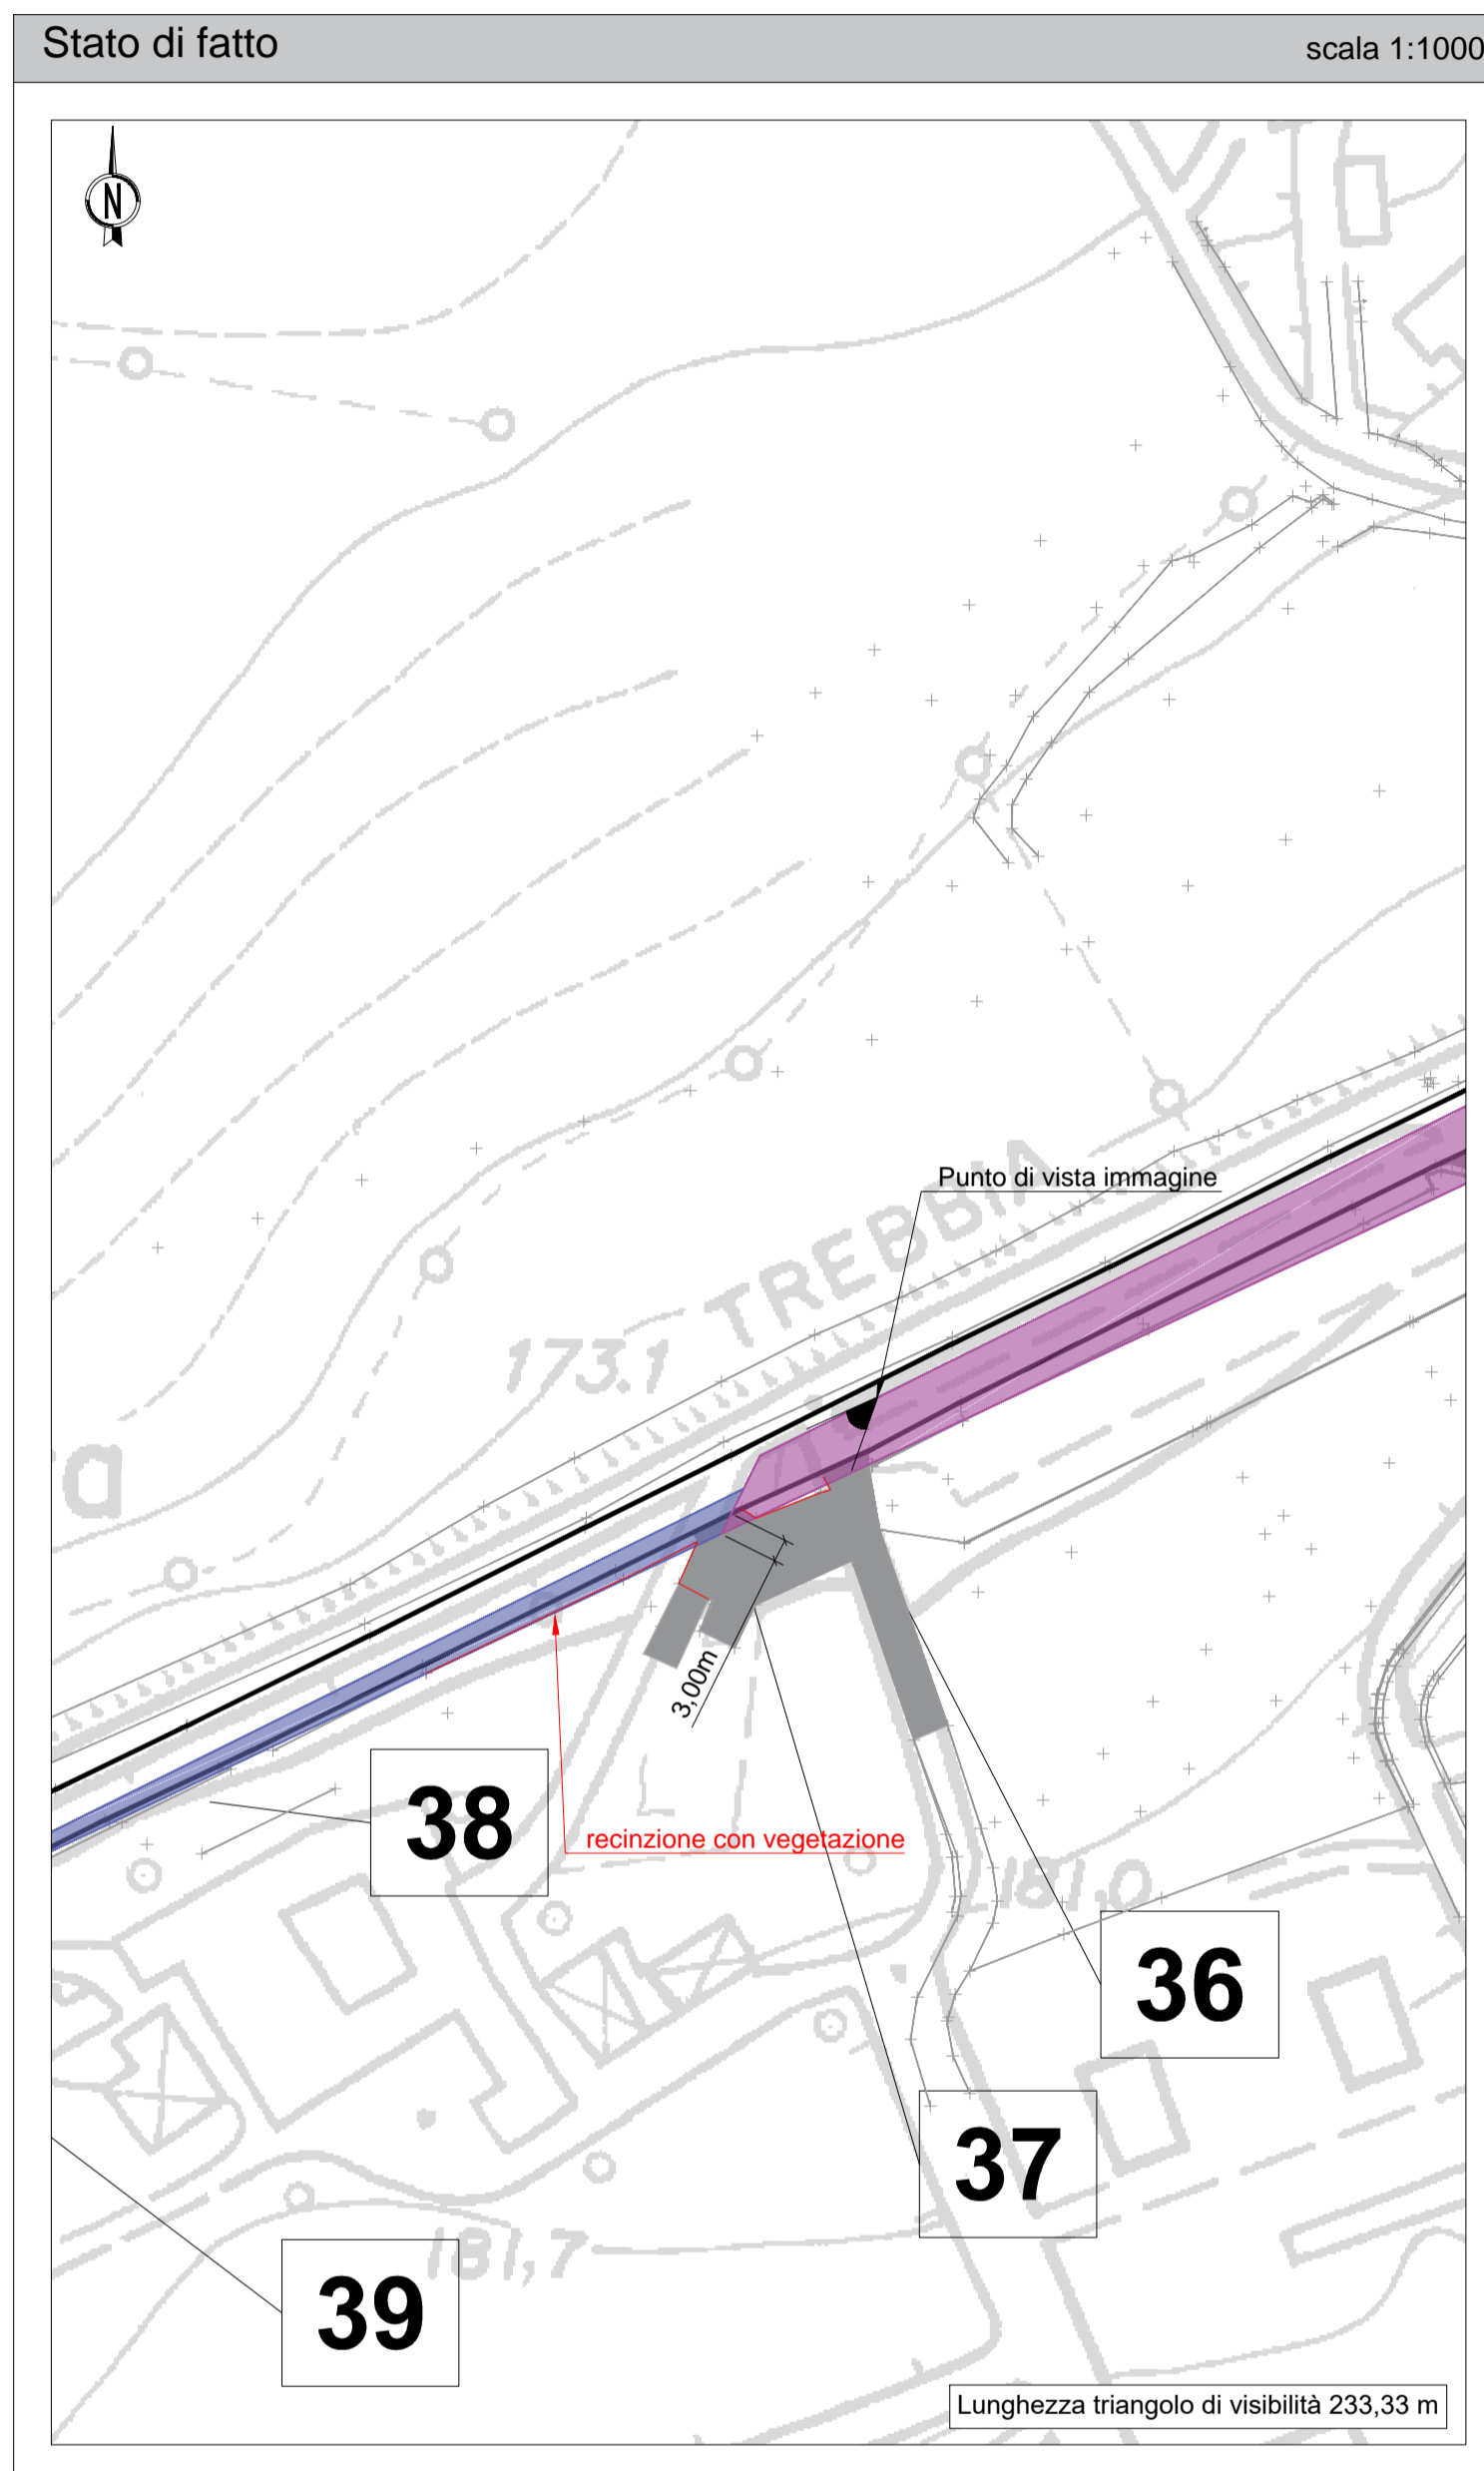 Stato di fatto
scala 1:1000
N
Punto di vista immagine
TREBBIA
173.1
a
3,00m
38
recinzione con vegetazione
181,0
36
37
181,7
39
Lunghezza triangolo di visibilità 233,33 m